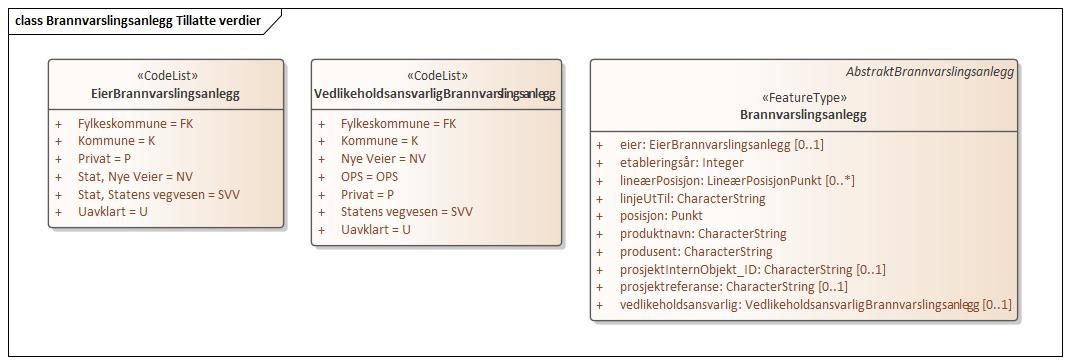 class Brannvarslingsanlegg Tillatte verdier
«CodeList»
EierBrannvarslingsanlegg
+ Fylkeskommune = FK
+ Kommune = K
+ Privat = P
+ Stat, Nye Veier = NV
+ Stat, Statens vegvesen = SVV
+ Uavklart = U
«CodeList»
VedlikeholdsansvarligBrannvarslingsanlegg
+ Fylkeskommune = FK
+ Kommune = K
+ Nye Veier = NV
+ OPS = OPS
+ Privat = P
+ Statens vegvesen = SVV
+ Uavklart = U
AbstraktBrannvarslingsanlegg
«FeatureType»
Brannvarslingsanlegg
+ eier: EierBrannvarslingsanlegg [0..1]
+ etableringsår: Integer
+ lineærPosisjon: LineærPosisjonPunkt [0..*]
+ linjeUtTil: CharacterString
+ posisjon: Punkt
+ produktnavn: CharacterString
+ produsent: CharacterString
+ prosjektInternObjekt_ID: CharacterString [0..1]
+ prosjektreferanse: CharacterString [0..1]
+ vedlikeholdsansvarlig: VedlikeholdsansvarligBrannvarslingsanlegg [0..1]